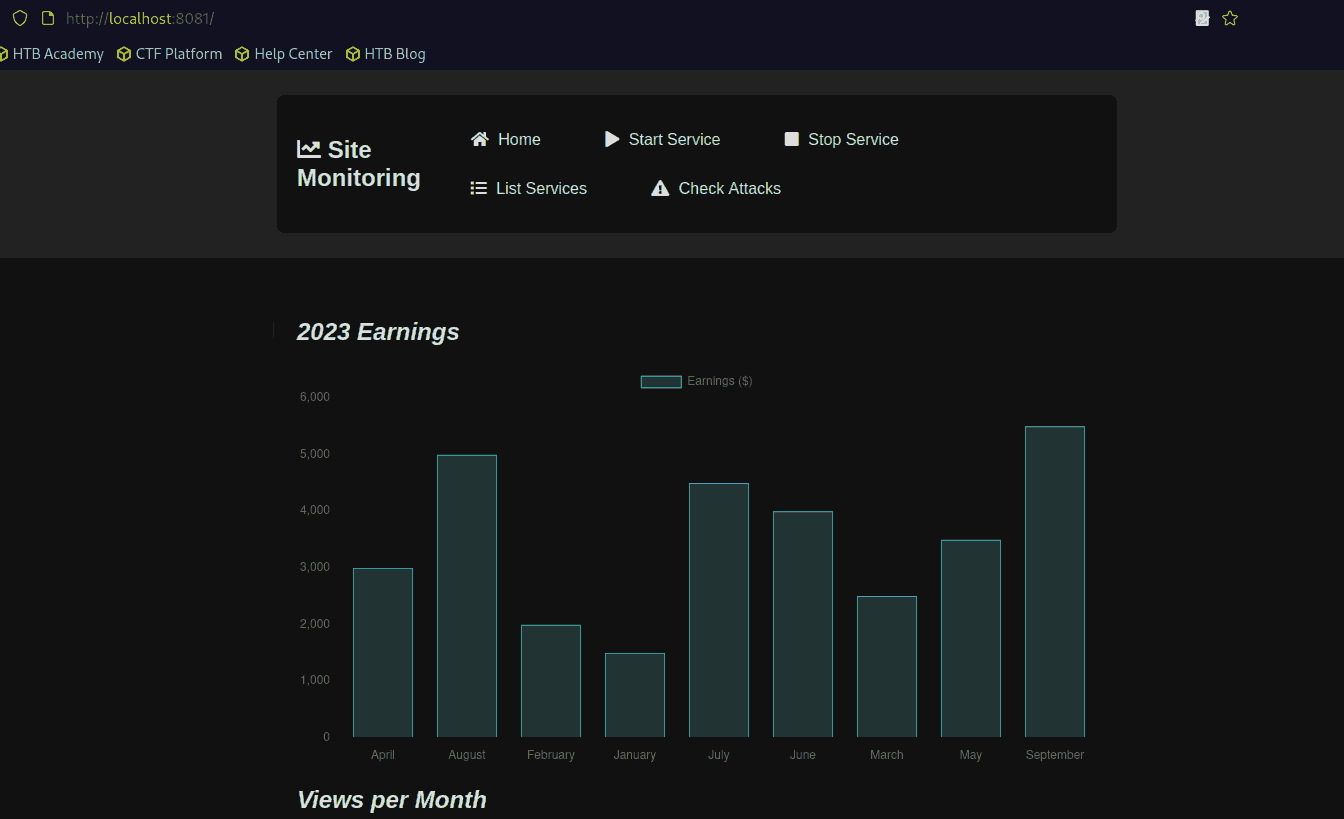 http://localhost:8081/
HTB Academy CTF Platform Help Center HTB Blog
Site Monitoring
Home Start Service Stop Service
List Services Check Attacks
2023 Earnings
Earnings ($)
6,000
5,000
4,000
3,000
2,000
1,000
0
April August February January July June March May September
Views per Month